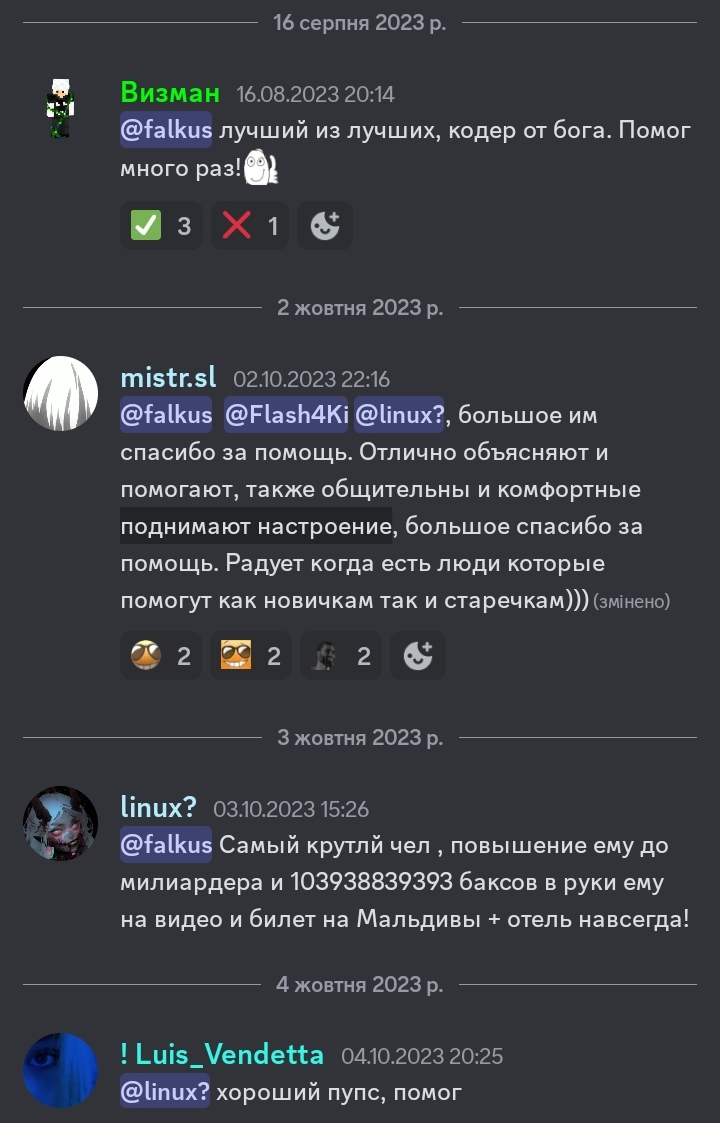 16 серпня 2023 р.
Визман 16.08.2023 20:14
@falkus лучший из лучших, кодер от бога. Помог
много раз!
3 1
2 жовтня 2023 р.
mistr.sl 02.10.2023 22:16
@falkus @Flash4Ki @linux?, большое им
спасибо за помощь. Отлично объясняют и
помогают, также общительны и комфортные
поднимают настроение, большое спасибо за
помощь. Радует когда есть люди которые
помогут как новичкам так и старечкам))) (змінено)
2 2 2
3 жовтня 2023 р.
linux? 03.10.2023 15:26
@falkus Самый крутлй чел , повышение ему до
милиардера и 103938839393 баксов в руки ему
на видео и билет на Мальдивы + отель навсегда!
4 жовтня 2023 р.
! Luis_Vendetta 04.10.2023 20:25
@linux? хороший пупс, помог